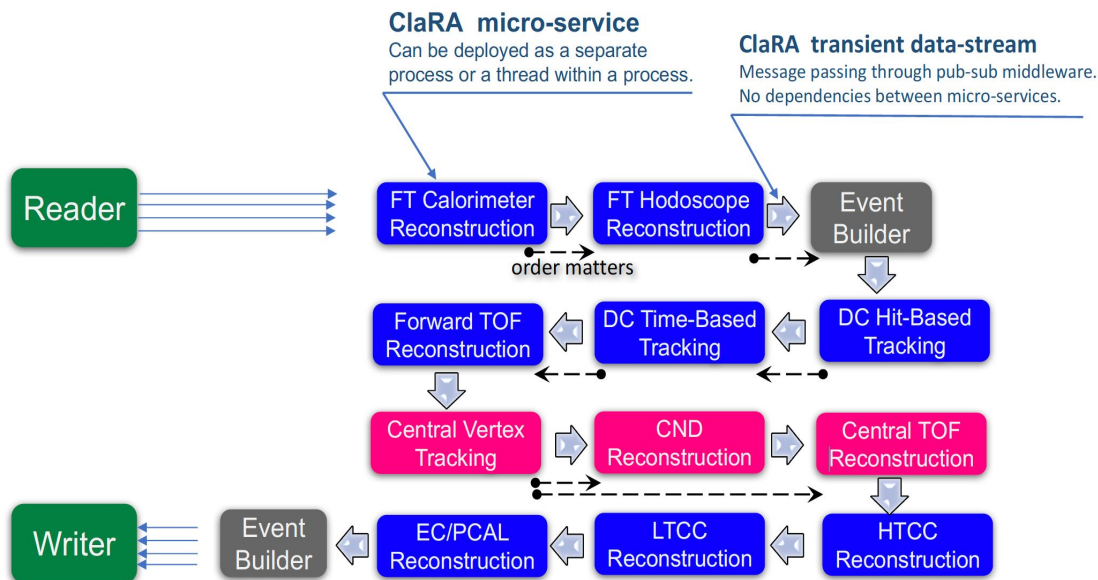 ClaRA micro-service
Can be deployed as a separate
process or a thread within a process.
ClaRA transient data-stream
Message passing through pub-sub middleware.
No dependencies between micro-services.
Reader
FT Calorimeter
Reconstruction
FT Hodoscope
Reconstruction
Event
Builder
order matters
Forward TOF
Reconstruction
DC Time-Based
Tracking
DC Hit-Based
Tracking
Central Vertex
Tracking
CND
Reconstruction
Central TOF
Reconstruction
Writer
Event
Builder
EC/PCAL
Reconstruction
LTCC
Reconstruction
HTCC
Reconstruction